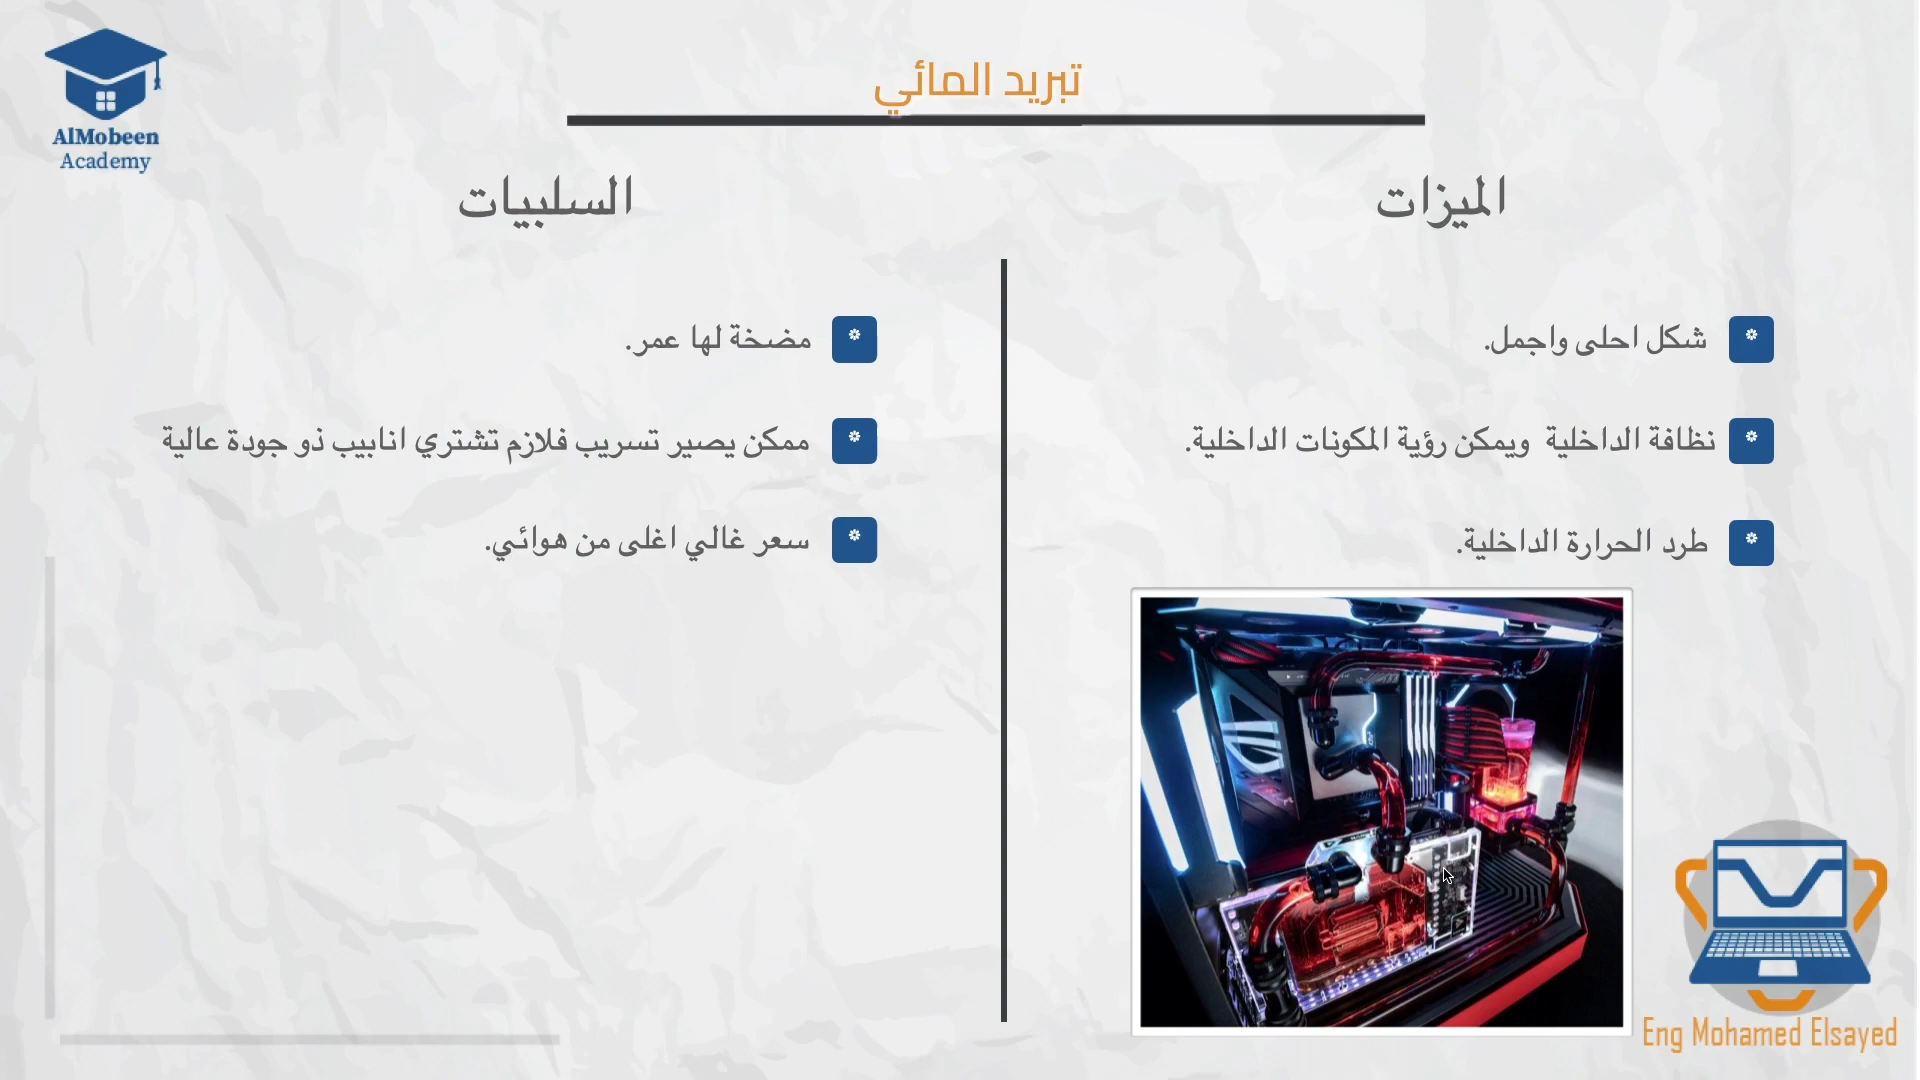 AlMobeen
Academy
تبريد المائي
الميزات
شكل احلى واجمل.
نظافة الداخلية ويمكن رؤية المكونات الداخلية.
طرد الحرارة الداخلية.
السلبيات
مضخة لها عمر.
ممكن يصير تسريب فلازم تشتري انابيب ذو جودة عالية
سعر غالي اغلى من هوائي.
Eng Mohamed Elsayed